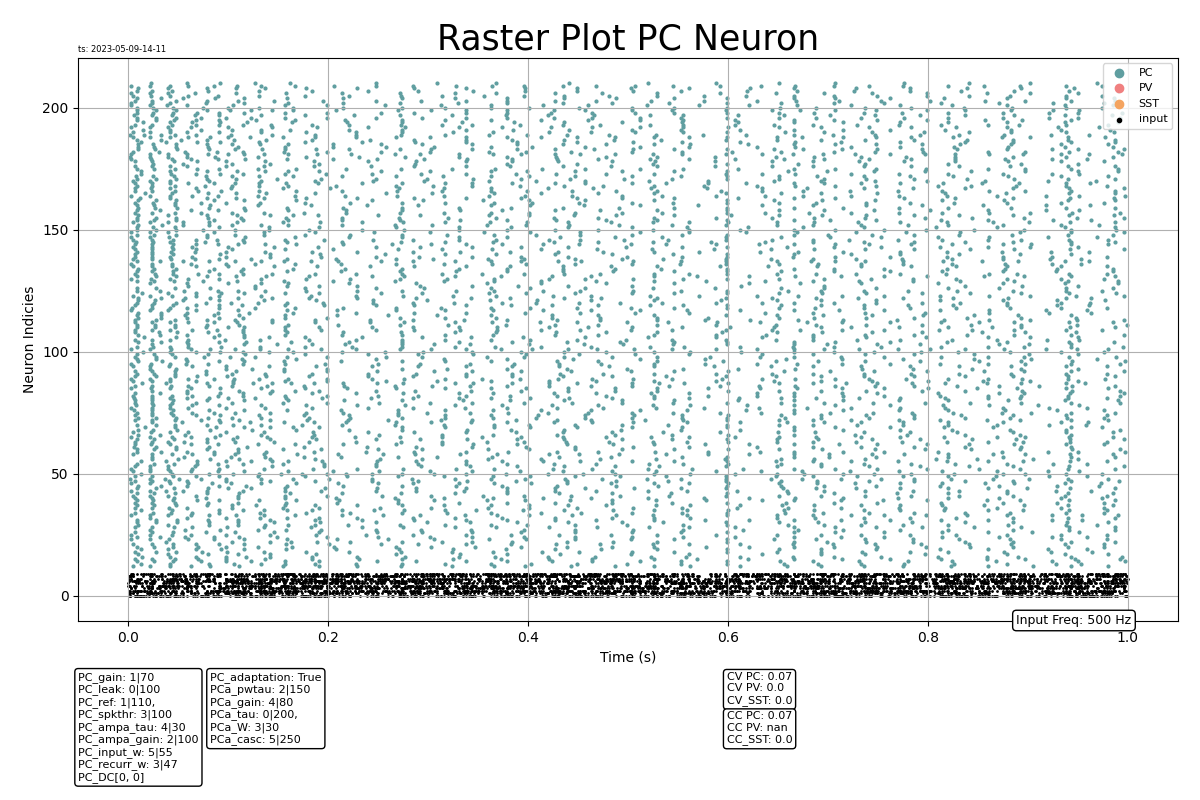 Raster Plot PC Neuron
ts: 2023-05-09-14-11
PC
PV
SST
input
200
150
100
50
0
Neuron Indicies
0.0
0.2
0.4
0.6
0.8
1.0
Input Freq: 500 Hz
Time (s)
PC_gain: 1|70
PC_leak: 0|100
PC_ref: 1|110,
PC_spkthr: 3|100
PC_ampa_tau: 4|30
PC_ampa_gain: 2|100
PC_input_w: 5|55
PC_recurr_w: 3|47
PC_DC[0, 0]
PC_adaptation: True
PCa_pwtau: 2|150
PCa_gain: 4|80
PCa_tau: 0|200,
PCa_W: 3|30
PCa_casc: 5|250
CV PC: 0.07
CV PV: 0.0
CV_SST: 0.0
CC PC: 0.07
CC PV: nan
CC_SST: 0.0